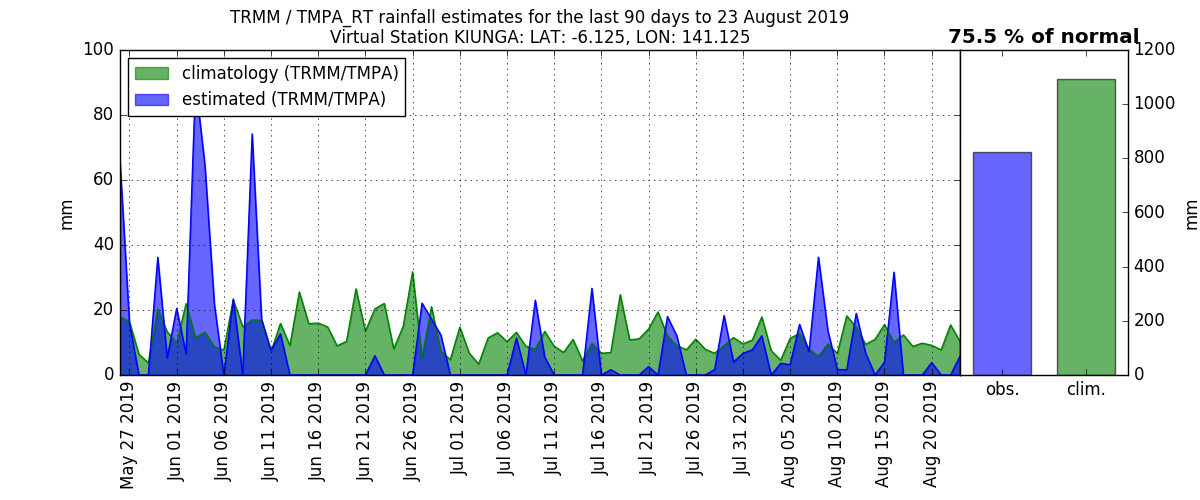 TRMM / TMPA_RT rainfall estimates for the last 90 days to 23 August 2019
Virtual Station KIUNGA: LAT: -6.125, LON: 141.125
75.5 % of normal
climatology (TRMM/TMPA)
estimated (TRMM/TMPA)
100
80
60
40
20
0
mm
May 27 2019
Jun 01 2019
Jun 06 2019
Jun 11 2019
Jun 16 2019
Jun 21 2019
Jun 26 2019
Jul 01 2019
Jul 06 2019
Jul 11 2019
Jul 16 2019
Jul 21 2019
Jul 26 2019
Jul 31 2019
Aug 05 2019
Aug 10 2019
Aug 15 2019
Aug 20 2019
obs.
clim.
1200
1000
800
600
400
200
0
mm